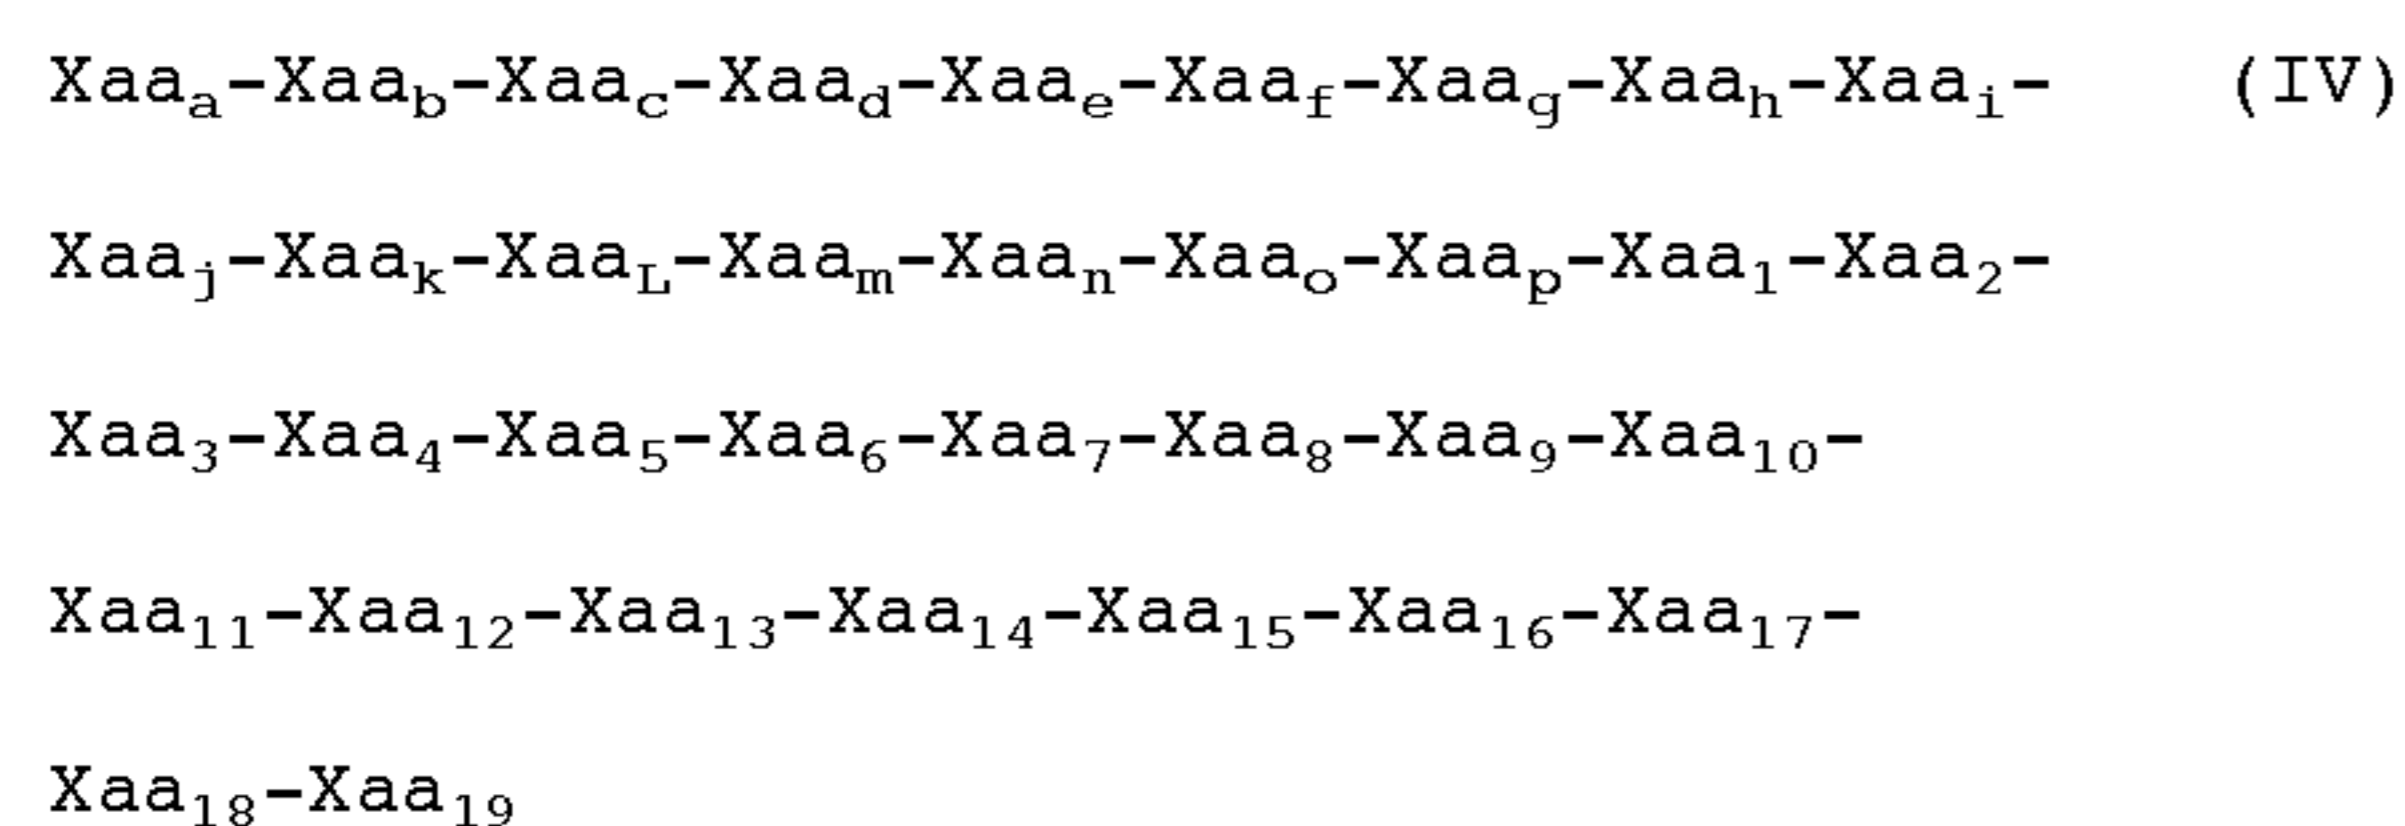 Xaaₐ-Xaab-Xaac-Xaad-Xaae-Xaaf-Xaag-Xaah-Xaai- (IV)
Xaaj-Xaak-XaaL-Xaam-Xaan-Xaao-Xaap-Xaa₁-Xaa₂-
Xaa₃-Xaa₄-Xaa₅-Xaa₆-Xaa₇-Xaa₈-Xaa₉-Xaa₁₀-
Xaa₁₁-Xaa₁₂-Xaa₁₃-Xaa₁₄-Xaa₁₅-Xaa₁₆-Xaa₁₇-
Xaa₁₈-Xaa₁₉